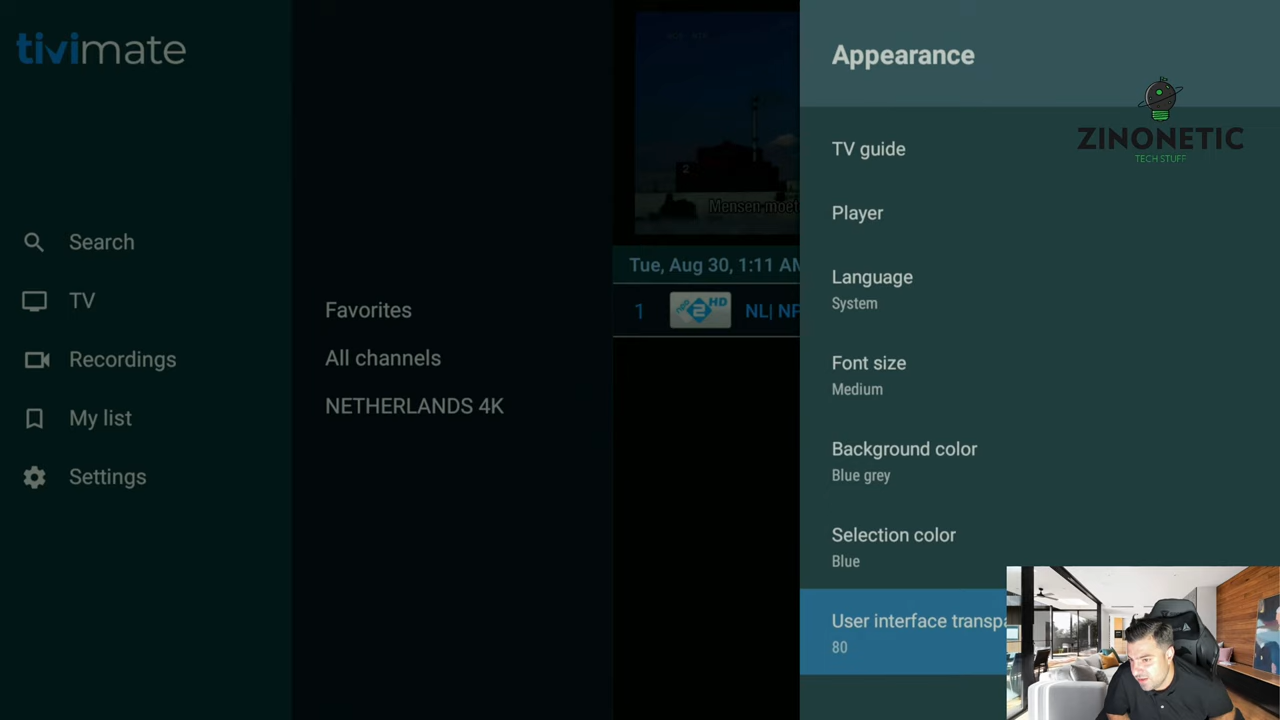 tivimate
Search
TV
Recordings
My list
Settings
Favorites
All channels
NETHERLANDS 4K
Mensen moet
Tue, Aug 30, 1:11 AM
1
2 HD
NL| NP
Appearance
ZINONETIC
TECH STUFF
TV guide
Player
Language
System
Font size
Medium
Background color
Blue grey
Selection color
Blue
User interface transpa
80